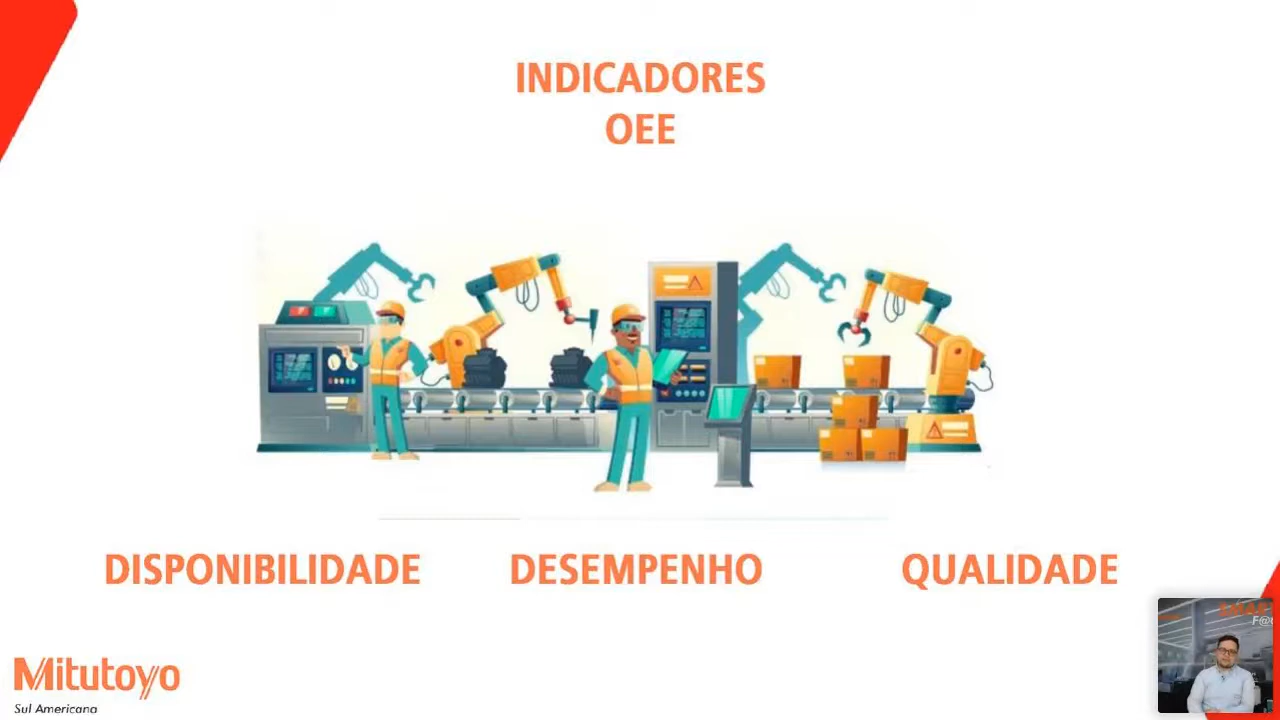 INDICADORES
OEE
DISPONIBILIDADE DESEMPENHO QUALIDADE
Mitutoyo
Sul Americana